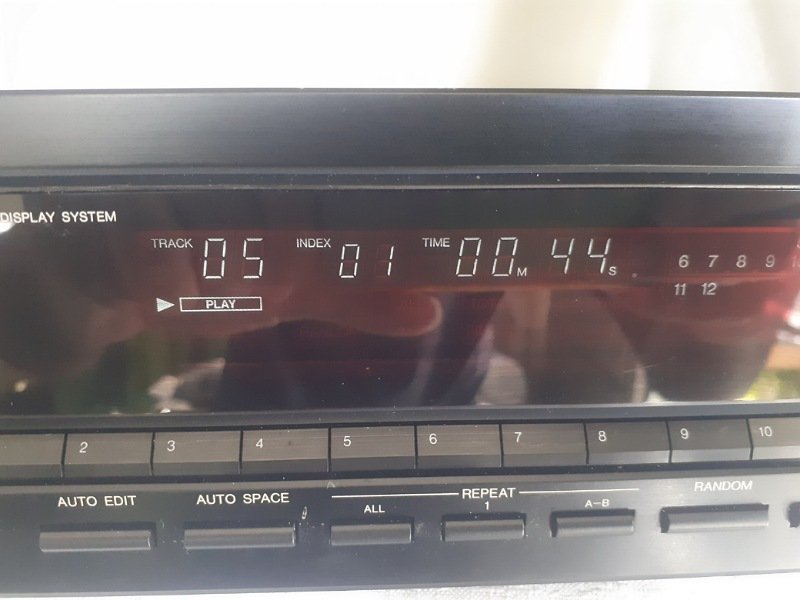 DISPLAY SYSTEM
TRACK 05 INDEX 01 TIME 00M 44S
6 7 8 9
11 12
PLAY
2 3 4 5 6 7 8 9 10
AUTO EDIT AUTO SPACE REPEAT RANDOM
ALL 1 A-B